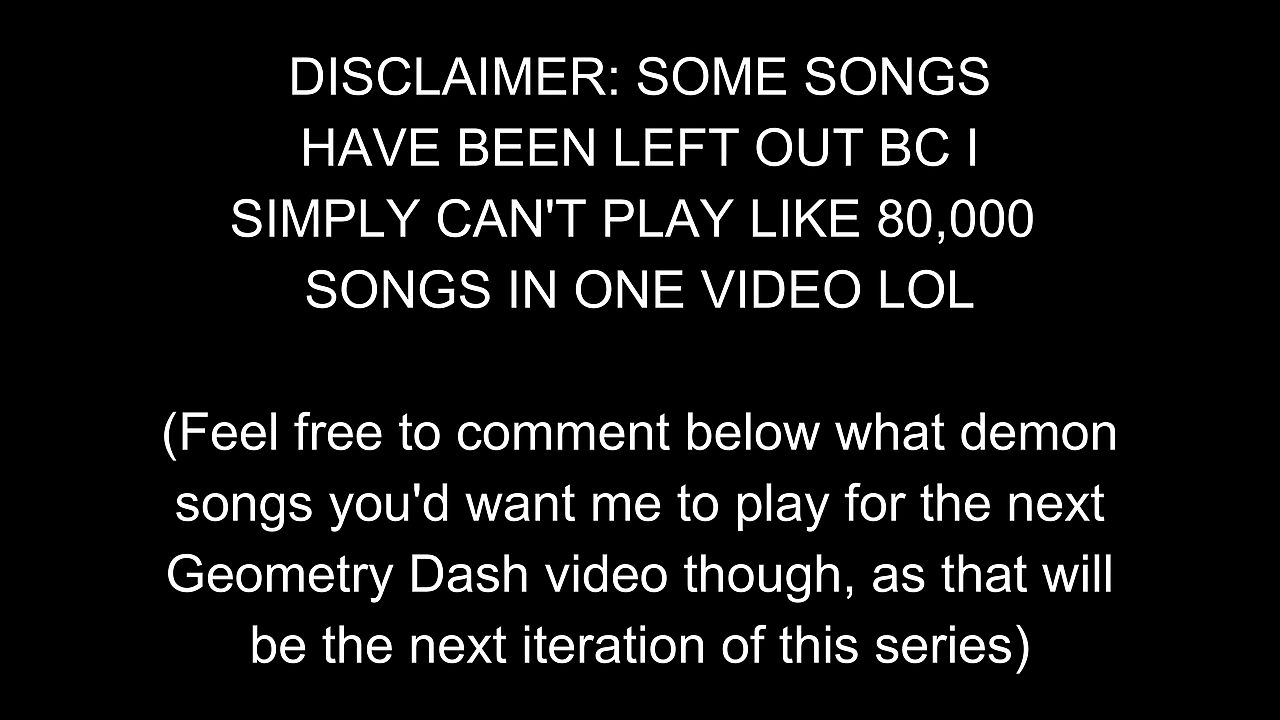 DISCLAIMER: SOME SONGS
HAVE BEEN LEFT OUT BC I
SIMPLY CAN'T PLAY LIKE 80,000
SONGS IN ONE VIDEO LOL
(Feel free to comment below what demon
songs you'd want me to play for the next
Geometry Dash video though, as that will
be the next iteration of this series)